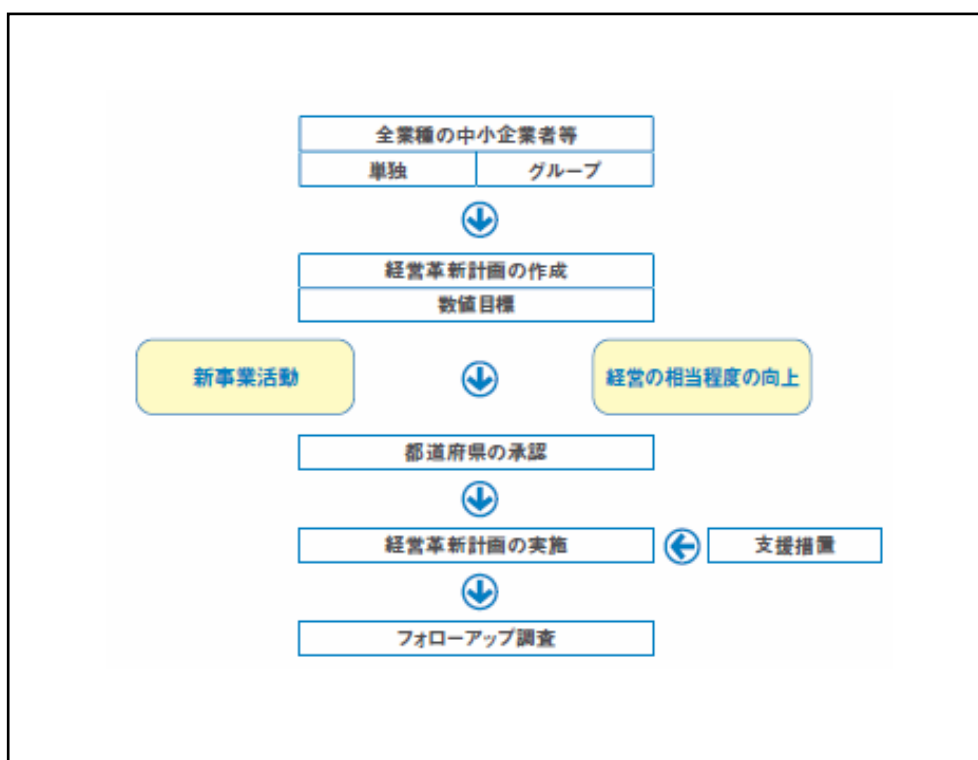 全業種の中小企業者等
単独 グループ
経営革新計画の作成
数値目標
新事業活動 経営の相当程度の向上
都道府県の承認
経営革新計画の実施 支援措置
フォローアップ調査